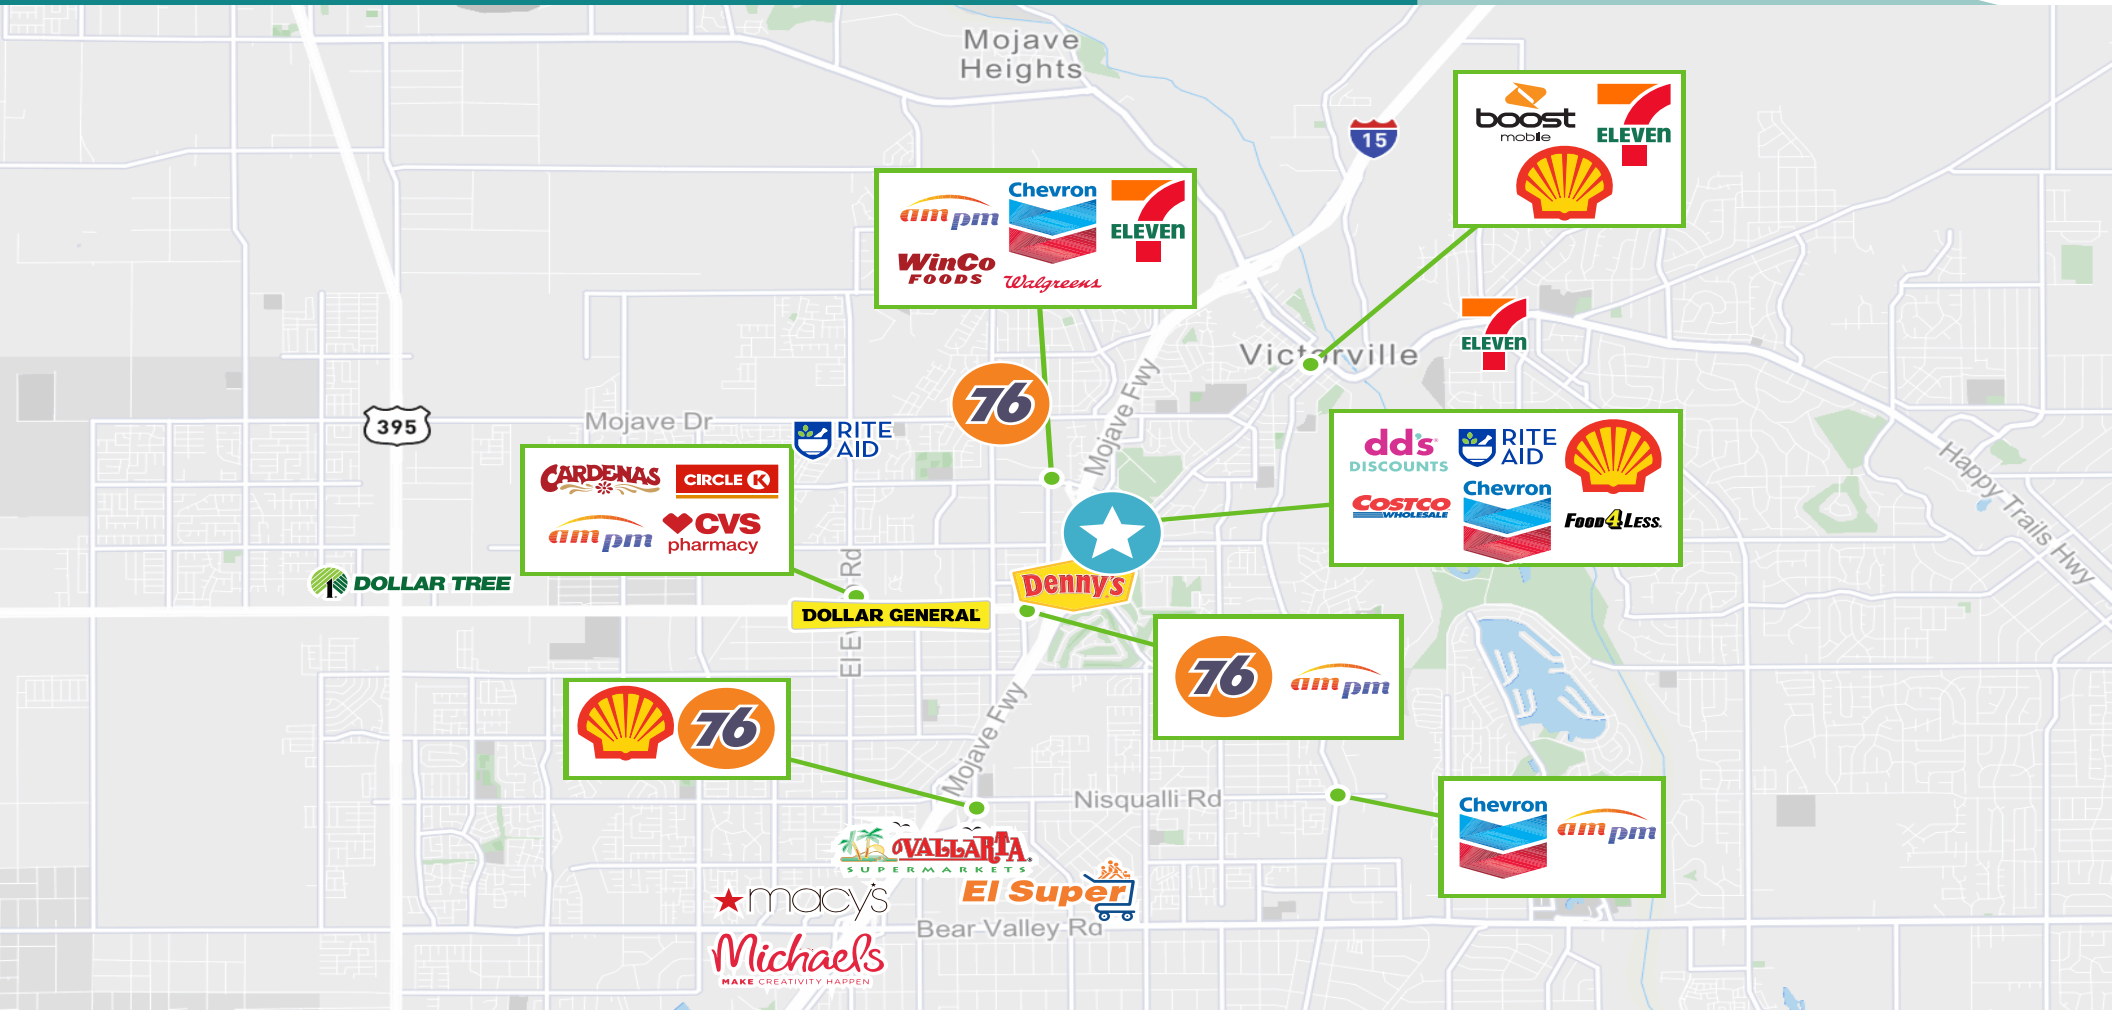 Mojave
Heights
15
boost
mobile
7
ELEVEn
ampm
Chevron
7
ELEVEn
WinCo
FOODS
Walgreens
Victorville
7
ELEVEn
Mojave Fwy
76
395
Mojave Dr
RITE
AID
CARDENAS
CIRCLE K
ampm
CVS
pharmacy
dd's
DISCOUNTS
RITE
AID
COSTCO
WHOLESALE
Chevron
FOOD4LESS.
Happy Trails Hwy
DOLLAR TREE
Denny's
DOLLAR GENERAL
76
ampm
76
Mojave Fwy
Nisqualli Rd
Chevron
ampm
VALLARTA
SUPERMARKETS
El Super
macy's
Bear Valley Rd
Michaels
MAKE CREATIVITY HAPPEN